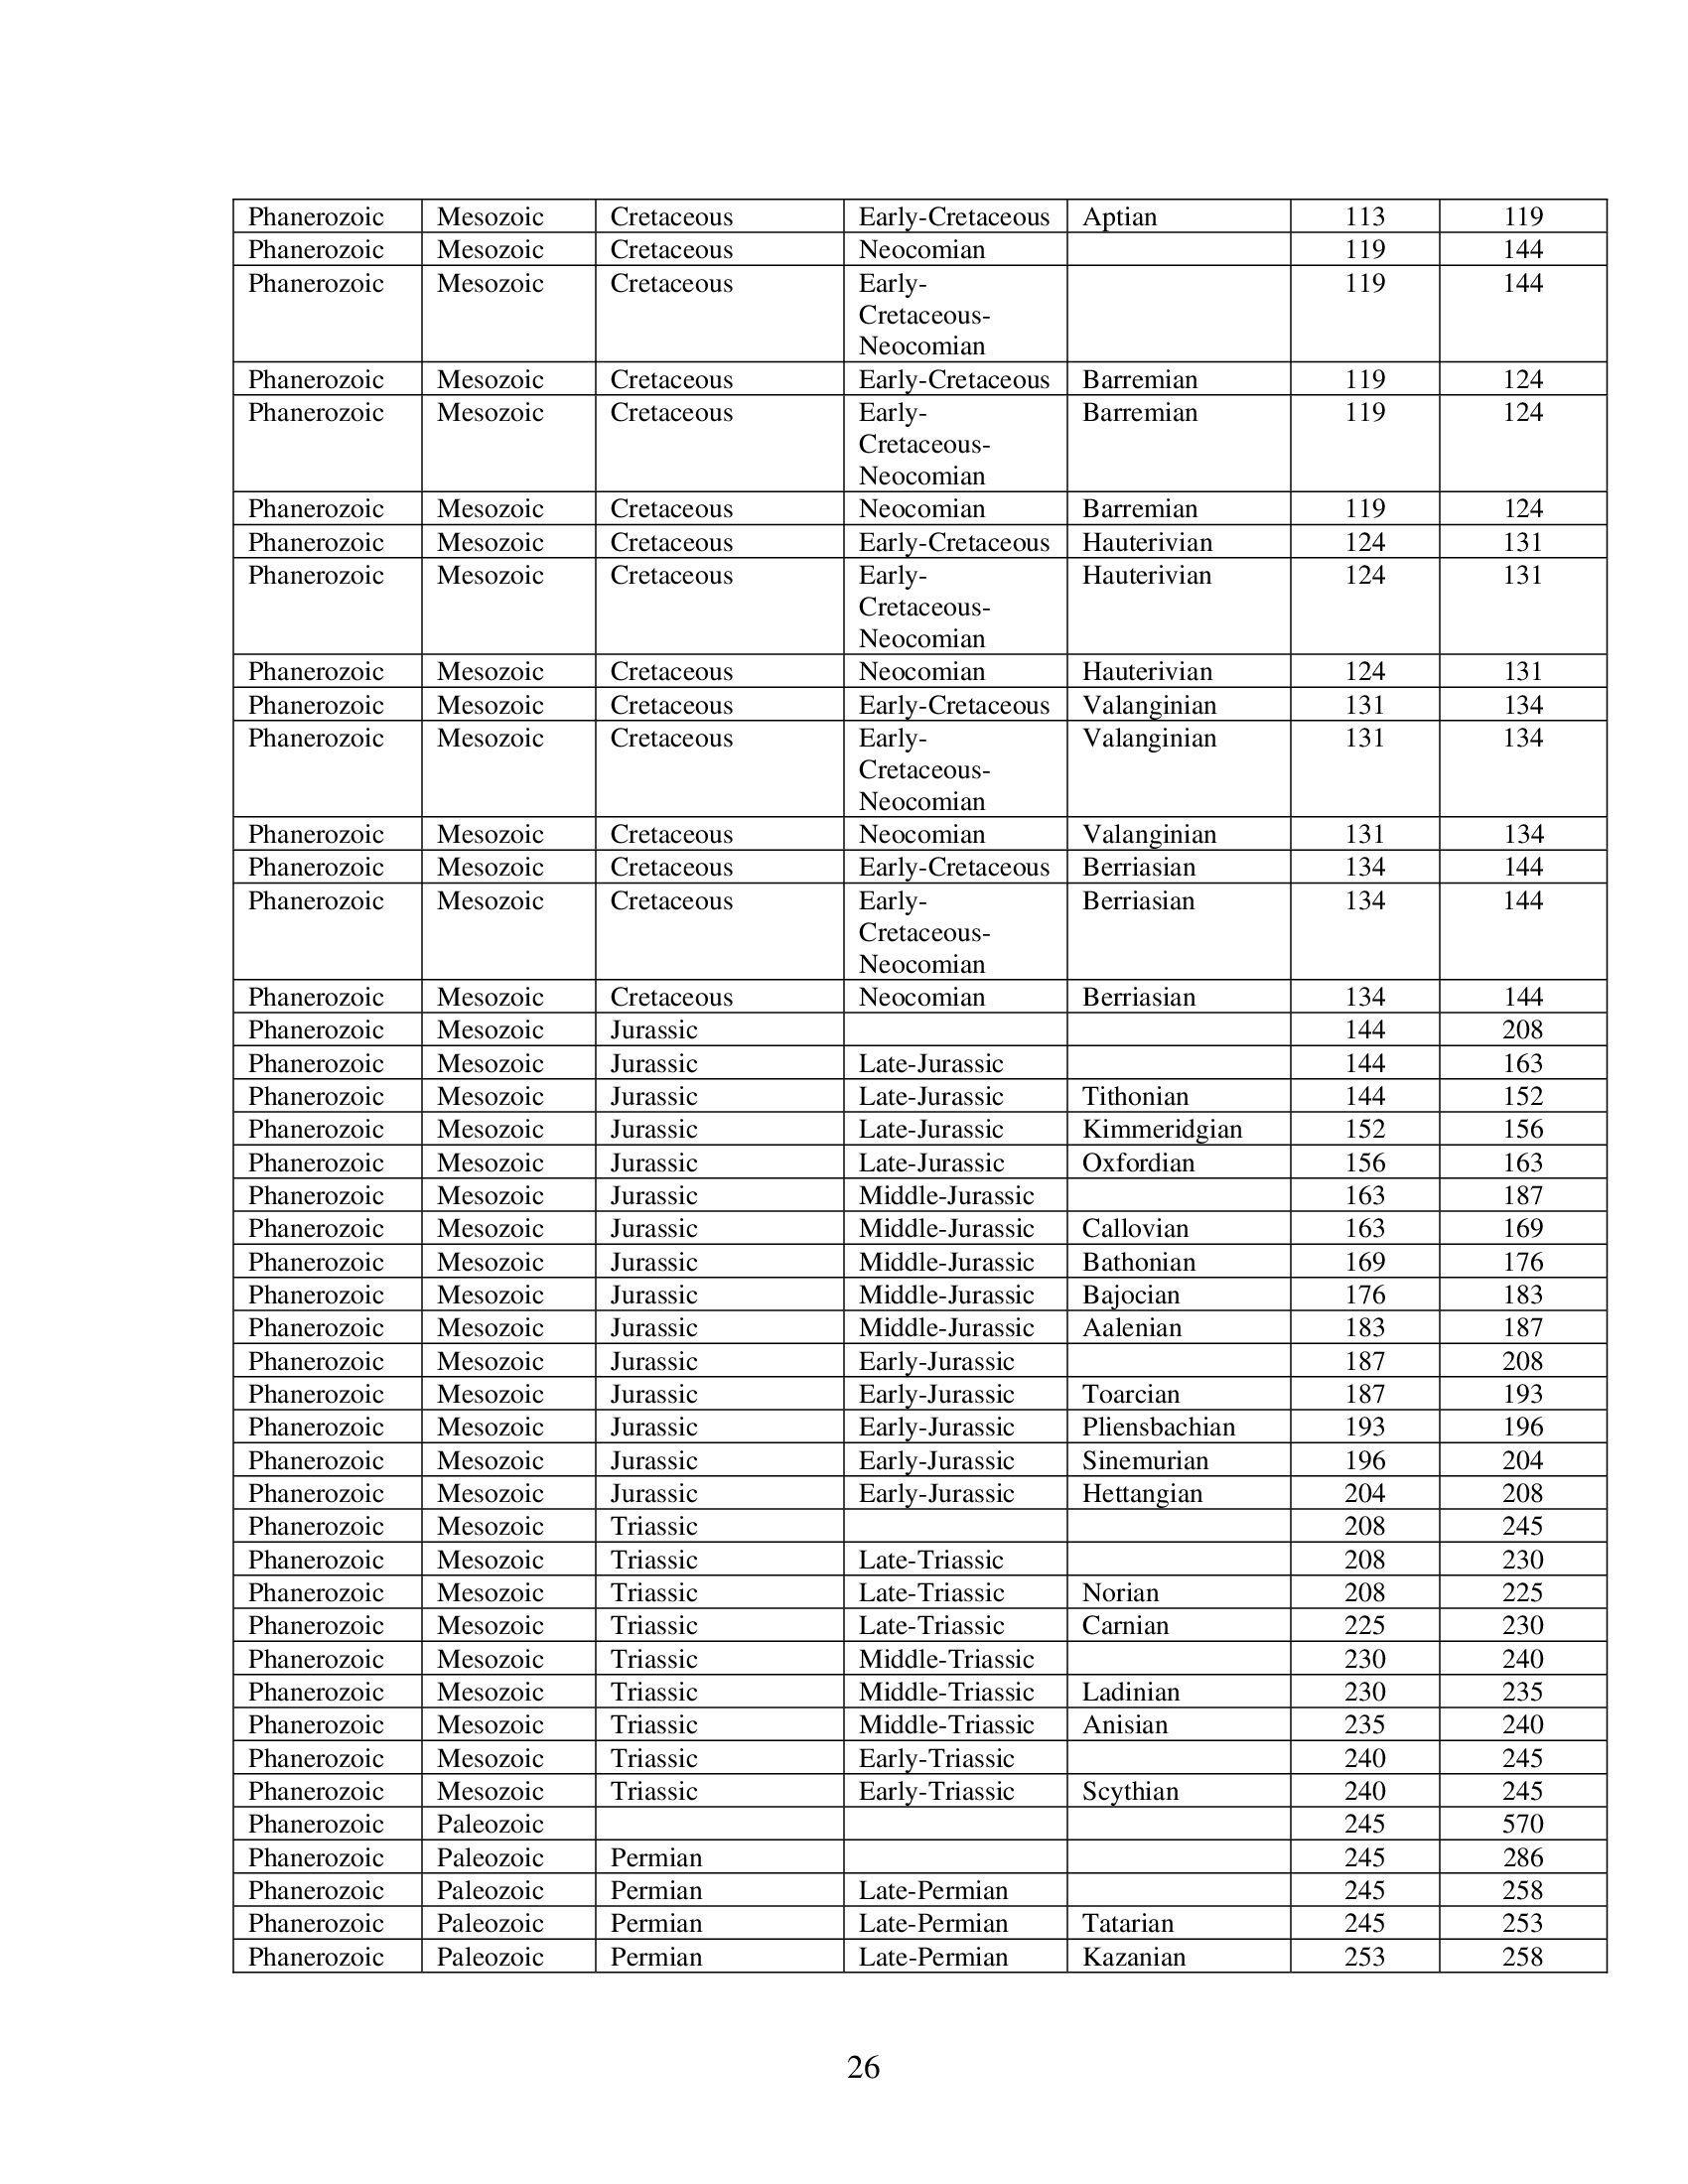 Phanerozoic Mesozoic Cretaceous Early-Cretaceous Aptian 113 119
Phanerozoic Mesozoic Cretaceous Neocomian 119 144
Phanerozoic Mesozoic Cretaceous Early- 119 144
Cretaceous-
Neocomian
Phanerozoic Mesozoic Cretaceous Early-Cretaceous Barremian 119 124
Phanerozoic Mesozoic Cretaceous Early- Barremian 119 124
Cretaceous-
Neocomian
Phanerozoic Mesozoic Cretaceous Neocomian Barremian 119 124
Phanerozoic Mesozoic Cretaceous Early-Cretaceous Hauterivian 124 131
Phanerozoic Mesozoic Cretaceous Early- Hauterivian 124 131
Cretaceous-
Neocomian
Phanerozoic Mesozoic Cretaceous Neocomian Hauterivian 124 131
Phanerozoic Mesozoic Cretaceous Early-Cretaceous Valanginian 131 134
Phanerozoic Mesozoic Cretaceous Early- Valanginian 131 134
Cretaceous-
Neocomian
Phanerozoic Mesozoic Cretaceous Neocomian Valanginian 131 134
Phanerozoic Mesozoic Cretaceous Early-Cretaceous Berriasian 134 144
Phanerozoic Mesozoic Cretaceous Early- Berriasian 134 144
Cretaceous-
Neocomian
Phanerozoic Mesozoic Cretaceous Neocomian Berriasian 134 144
Phanerozoic Mesozoic Jurassic 144 208
Phanerozoic Mesozoic Jurassic Late-Jurassic 144 163
Phanerozoic Mesozoic Jurassic Late-Jurassic Tithonian 144 152
Phanerozoic Mesozoic Jurassic Late-Jurassic Kimmeridgian 152 156
Phanerozoic Mesozoic Jurassic Late-Jurassic Oxfordian 156 163
Phanerozoic Mesozoic Jurassic Middle-Jurassic 163 187
Phanerozoic Mesozoic Jurassic Middle-Jurassic Callovian 163 169
Phanerozoic Mesozoic Jurassic Middle-Jurassic Bathonian 169 176
Phanerozoic Mesozoic Jurassic Middle-Jurassic Bajocian 176 183
Phanerozoic Mesozoic Jurassic Middle-Jurassic Aalenian 183 187
Phanerozoic Mesozoic Jurassic Early-Jurassic 187 208
Phanerozoic Mesozoic Jurassic Early-Jurassic Toarcian 187 193
Phanerozoic Mesozoic Jurassic Early-Jurassic Pliensbachian 193 196
Phanerozoic Mesozoic Jurassic Early-Jurassic Sinemurian 196 204
Phanerozoic Mesozoic Jurassic Early-Jurassic Hettangian 204 208
Phanerozoic Mesozoic Triassic 208 245
Phanerozoic Mesozoic Triassic Late-Triassic 208 230
Phanerozoic Mesozoic Triassic Late-Triassic Norian 208 225
Phanerozoic Mesozoic Triassic Late-Triassic Carnian 225 230
Phanerozoic Mesozoic Triassic Middle-Triassic 230 240
Phanerozoic Mesozoic Triassic Middle-Triassic Ladinian 230 235
Phanerozoic Mesozoic Triassic Middle-Triassic Anisian 235 240
Phanerozoic Mesozoic Triassic Early-Triassic 240 245
Phanerozoic Mesozoic Triassic Early-Triassic Scythian 240 245
Phanerozoic Paleozoic 245 570
Phanerozoic Paleozoic Permian 245 286
Phanerozoic Paleozoic Permian Late-Permian 245 258
Phanerozoic Paleozoic Permian Late-Permian Tatarian 245 253
Phanerozoic Paleozoic Permian Late-Permian Kazanian 253 258
26